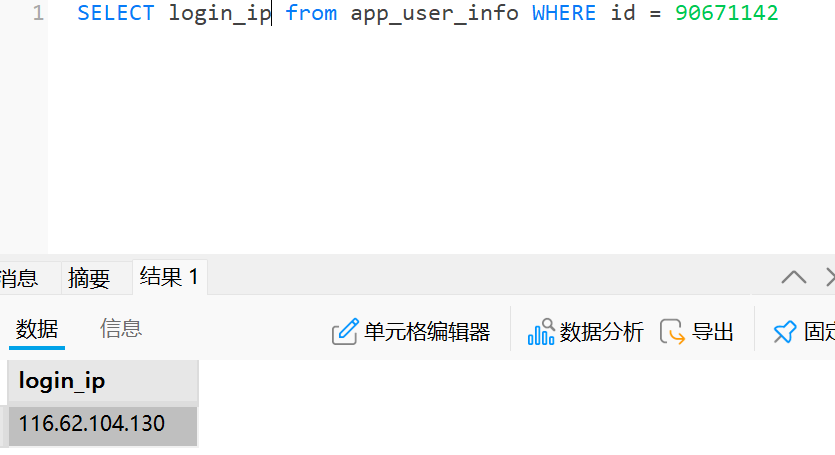 1 SELECT login_ip from app_user_info WHERE id = 90671142
消息 摘要 结果 1
数据 信息 单元格编辑器 数据分析 导出 固定
login_ip
116.62.104.130